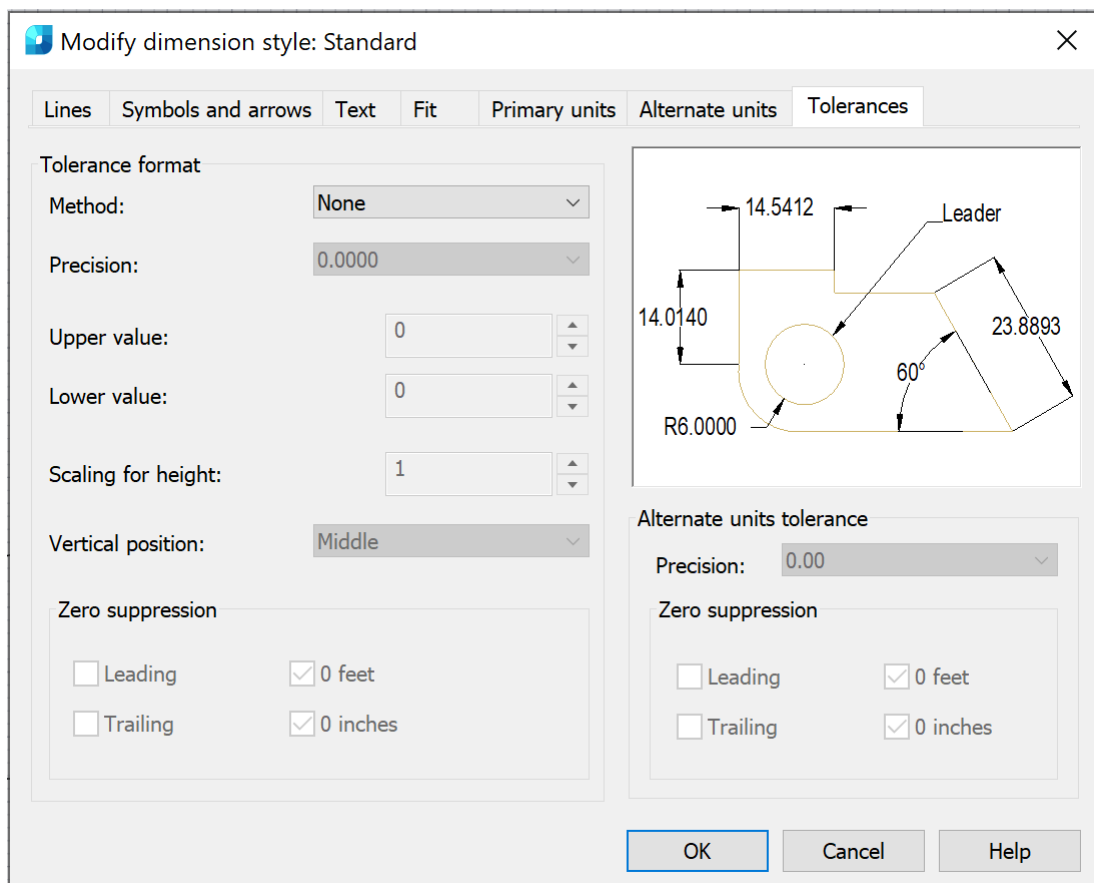 Modify dimension style: Standard
Lines Symbols and arrows Text Fit Primary units Alternate units Tolerances
Tolerance format
Method: None
Precision: 0.0000
Upper value: 0
Lower value: 0
Scaling for height: 1
Vertical position: Middle
Zero suppression
Leading 0 feet
Trailing 0 inches
14.5412
Leader
14.0140
23.8893
60°
R6.0000
Alternate units tolerance
Precision: 0.00
Zero suppression
Leading 0 feet
Trailing 0 inches
OK Cancel Help